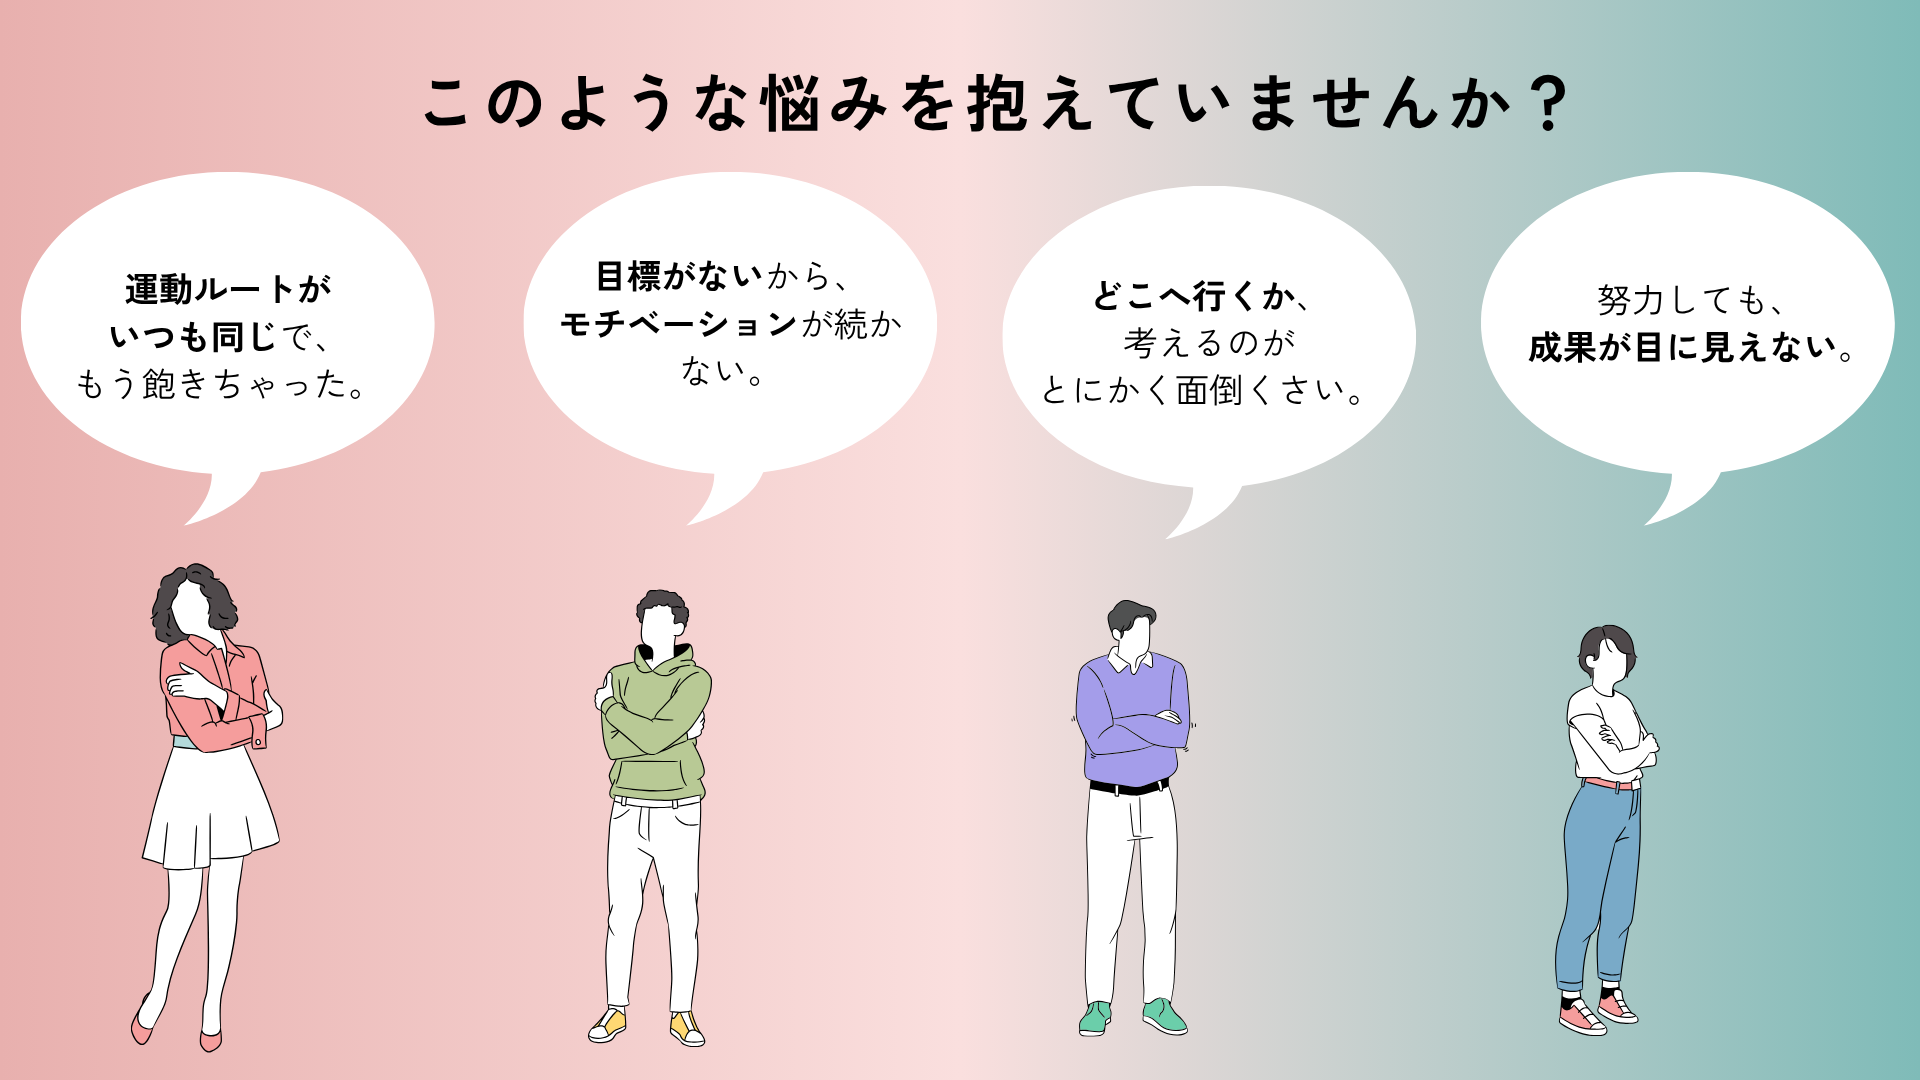 このような悩みを抱えていませんか？
運動ルートが
いつも同じで、
もう飽きちゃった。
目標がないから、
モチベーションが続か
ない。
どこへ行くか、
考えるのが
とにかく面倒くさい。
努力しても、
成果が目に見えない。